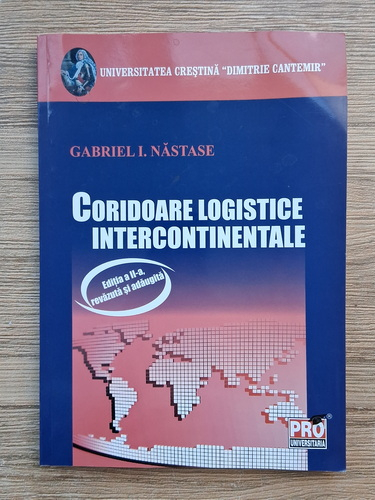 UNIVERSITATEA CREȘTINĂ "DIMITRIE CANTEMIR"
GABRIEL I. NĂSTASE
CORIDOARE LOGISTICE
INTERCONTINENTALE
Ediția a II-a,
revăzută și adăugită
PRO
UNIVERSITARIA